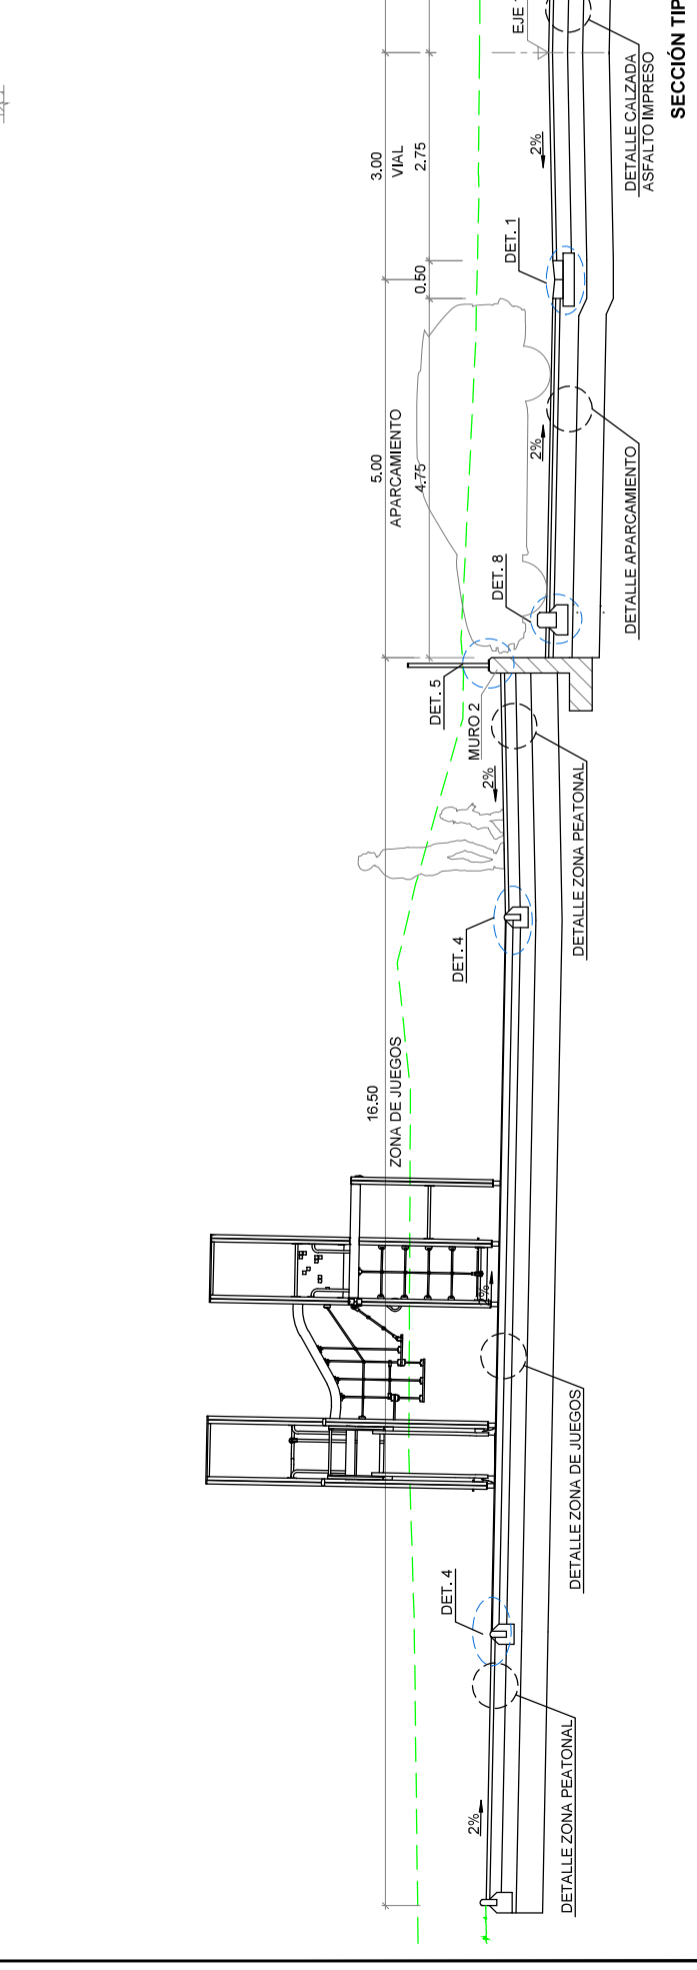 16.50
ZONA DE JUEGOS
5.00
APARCAMIENTO
4.75
0.50
3.00
VIAL
2.75
EJE
2%
DET. 4
2%
DET. 4
2%
DET. 5
MURO 2
2%
DET. 8
2%
DET. 1
2%
DETALLE ZONA PEATONAL
DETALLE ZONA DE JUEGOS
DETALLE ZONA PEATONAL
DETALLE APARCAMIENTO
DETALLE CALZADA
ASFALTO IMPRESO
SECCIÓN TIP